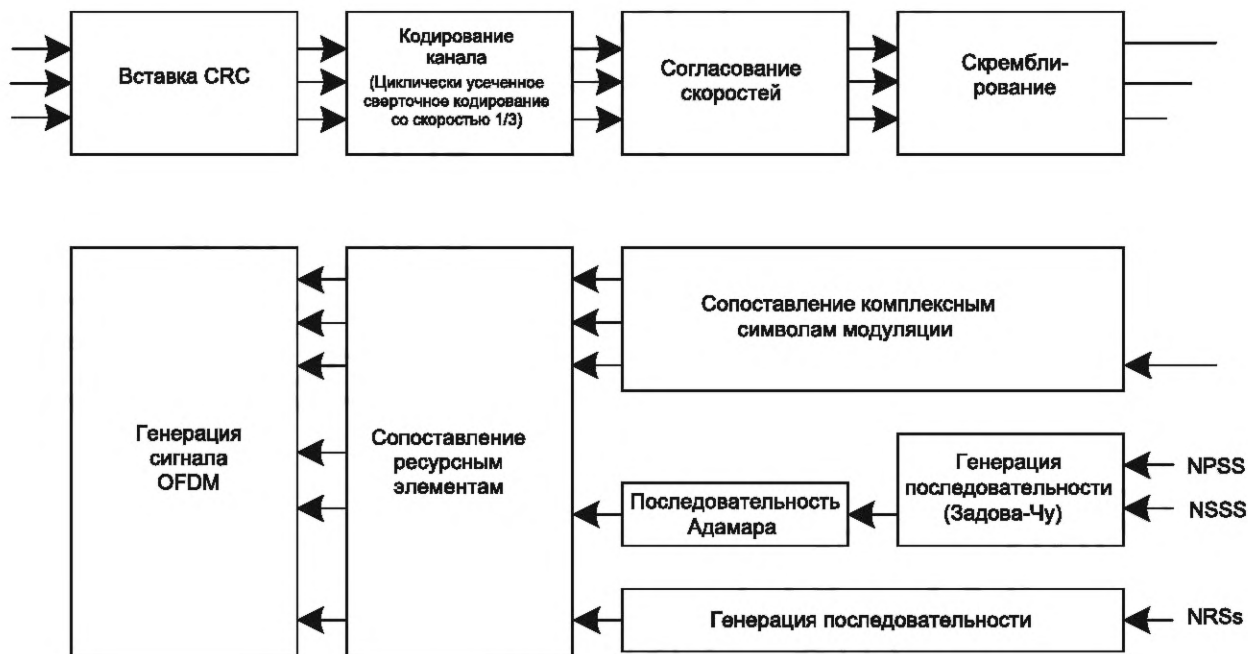 Вставка CRC
Кодирование
канала
(Циклически усеченное
сверточное кодирование
со скоростью 1/3)
Согласование
скоростей
Скрембли-
рование
Генерация
сигнала
OFDM
Сопоставление
ресурсным
элементам
Сопоставление комплексным
символам модуляции
Последовательность
Адамара
Генерация
последовательности
(Задова-Чу)
NPSS
NSSS
Генерация последовательности
NRSs